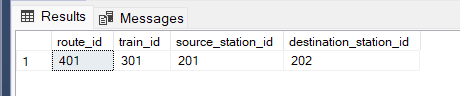 Results Messages
route_id train_id source_station_id destination_station_id
1 401 301 201 202